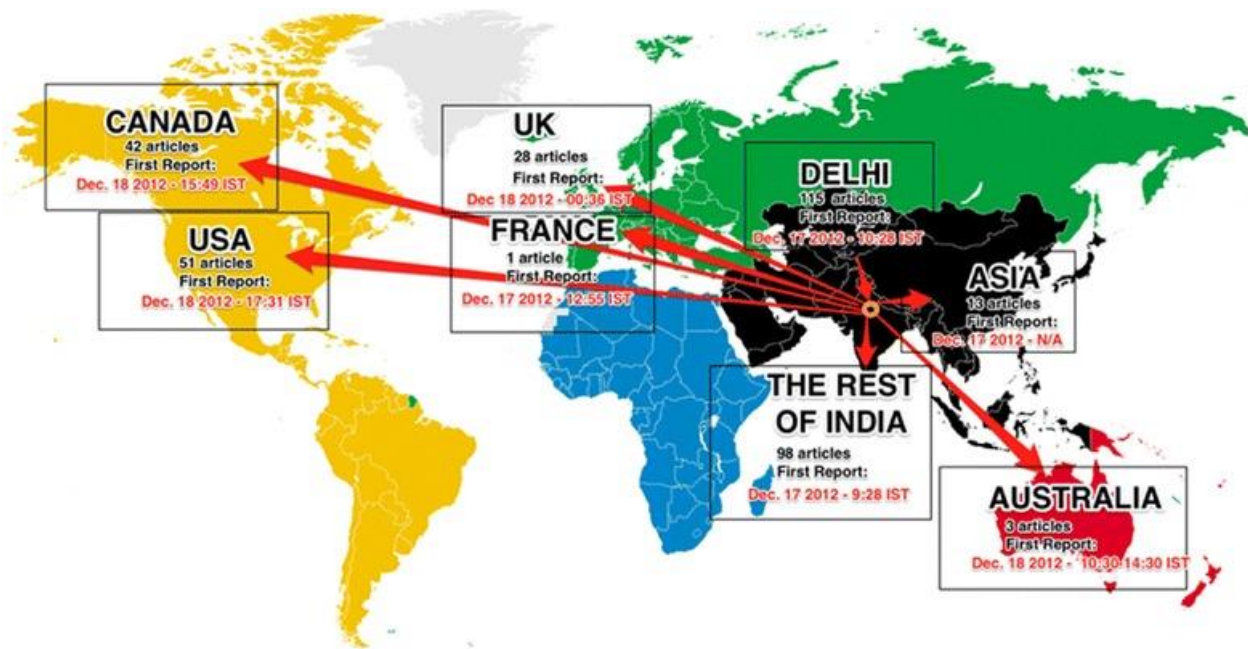 CANADA
42 articles
First Report:
Dec. 18 2012 - 15:49 IST
USA
51 articles
First Report:
Dec. 18 2012 - 17:31 IST
UK
28 articles
First Report:
Dec 18 2012 - 00:36 IST
FRANCE
1 article
First Report:
Dec. 17 2012 - 12:55 IST
DELHI
115 articles
First Report:
Dec. 17 2012 - 10:28 IST
ASIA
13 articles
First Report:
Dec. 17 2012 - N/A
THE REST
OF INDIA
98 articles
First Report:
Dec. 17 2012 - 9:28 IST
AUSTRALIA
3 articles
First Report:
Dec. 18 2012 - 10:30-14:30 IST